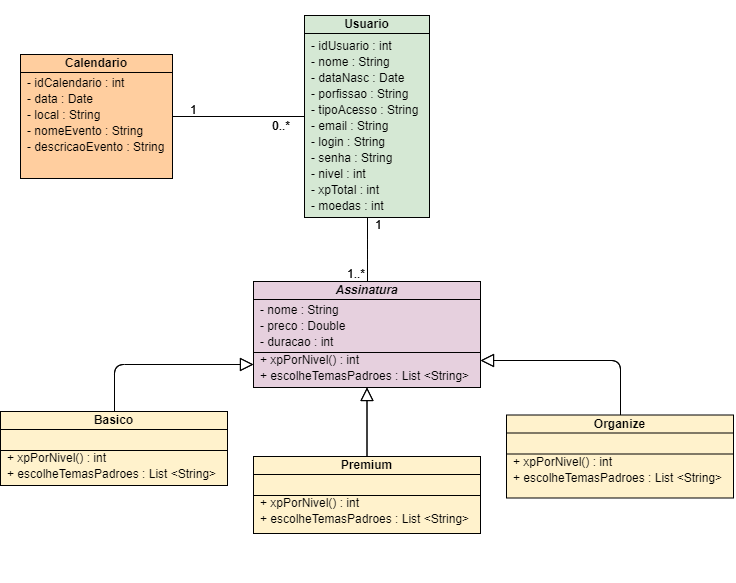 Usuario
- idUsuario : int
- nome : String
- dataNasc : Date
- porfissao : String
- tipoAcesso : String
- email : String
- login : String
- senha : String
- nivel : int
- xpTotal : int
- moedas : int
Calendario
- idCalendario : int
- data : Date
- local : String
- nomeEvento : String
- descricaoEvento : String
1
0..*
1
1..*
Assinatura
- nome : String
- preco : Double
- duracao : int
+ xpPorNivel() : int
+ escolheTemasPadroes : List <String>
Basico
+ xpPorNivel() : int
+ escolheTemasPadroes : List <String>
Premium
+ xpPorNivel() : int
+ escolheTemasPadroes : List <String>
Organize
+ xpPorNivel() : int
+ escolheTemasPadroes : List <String>